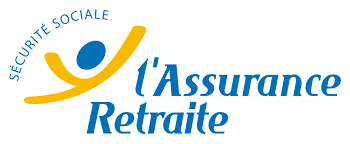 SÉCURITÉ SOCIALE
l'Assurance
Retraite